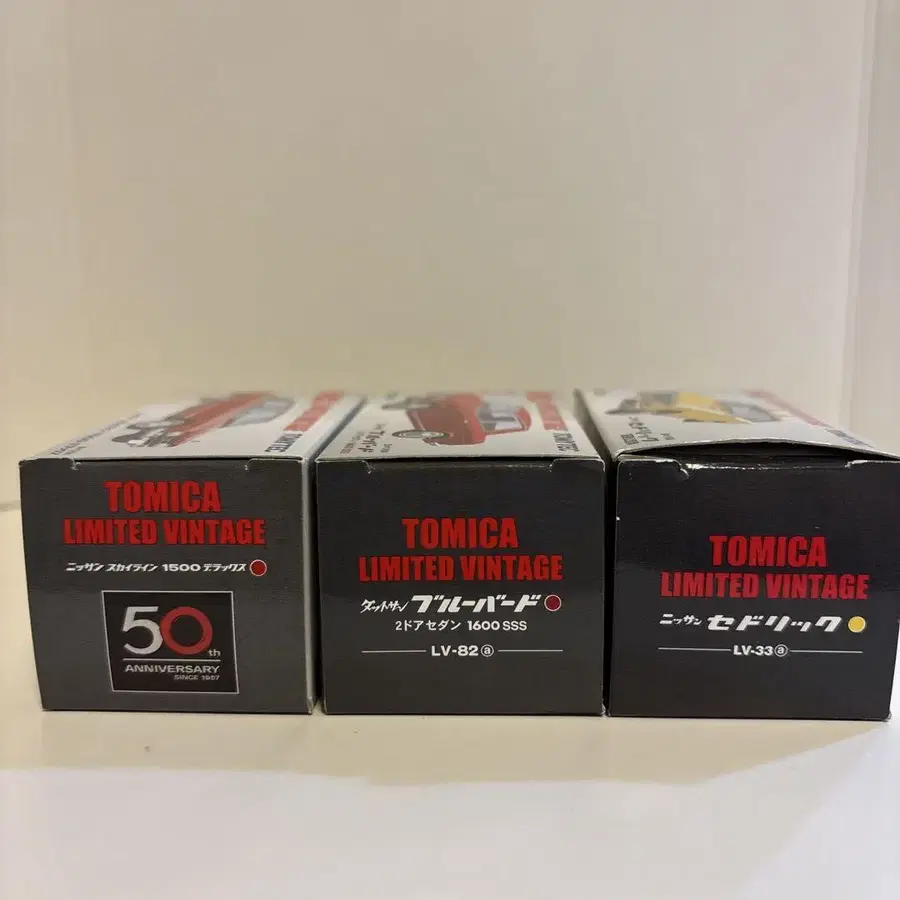 TOMICA
LIMITED VINTAGE
ニッサン スカイライン 1500 デラックス
50th
ANNIVERSARY
SINCE 1957
TOMICA
LIMITED VINTAGE
ダットサン ブルーバード
2ドアセダン 1600 SSS
LV-82 ⓐ
TOMICA
LIMITED VINTAGE
ニッサン セドリック
LV-33 ⓐ